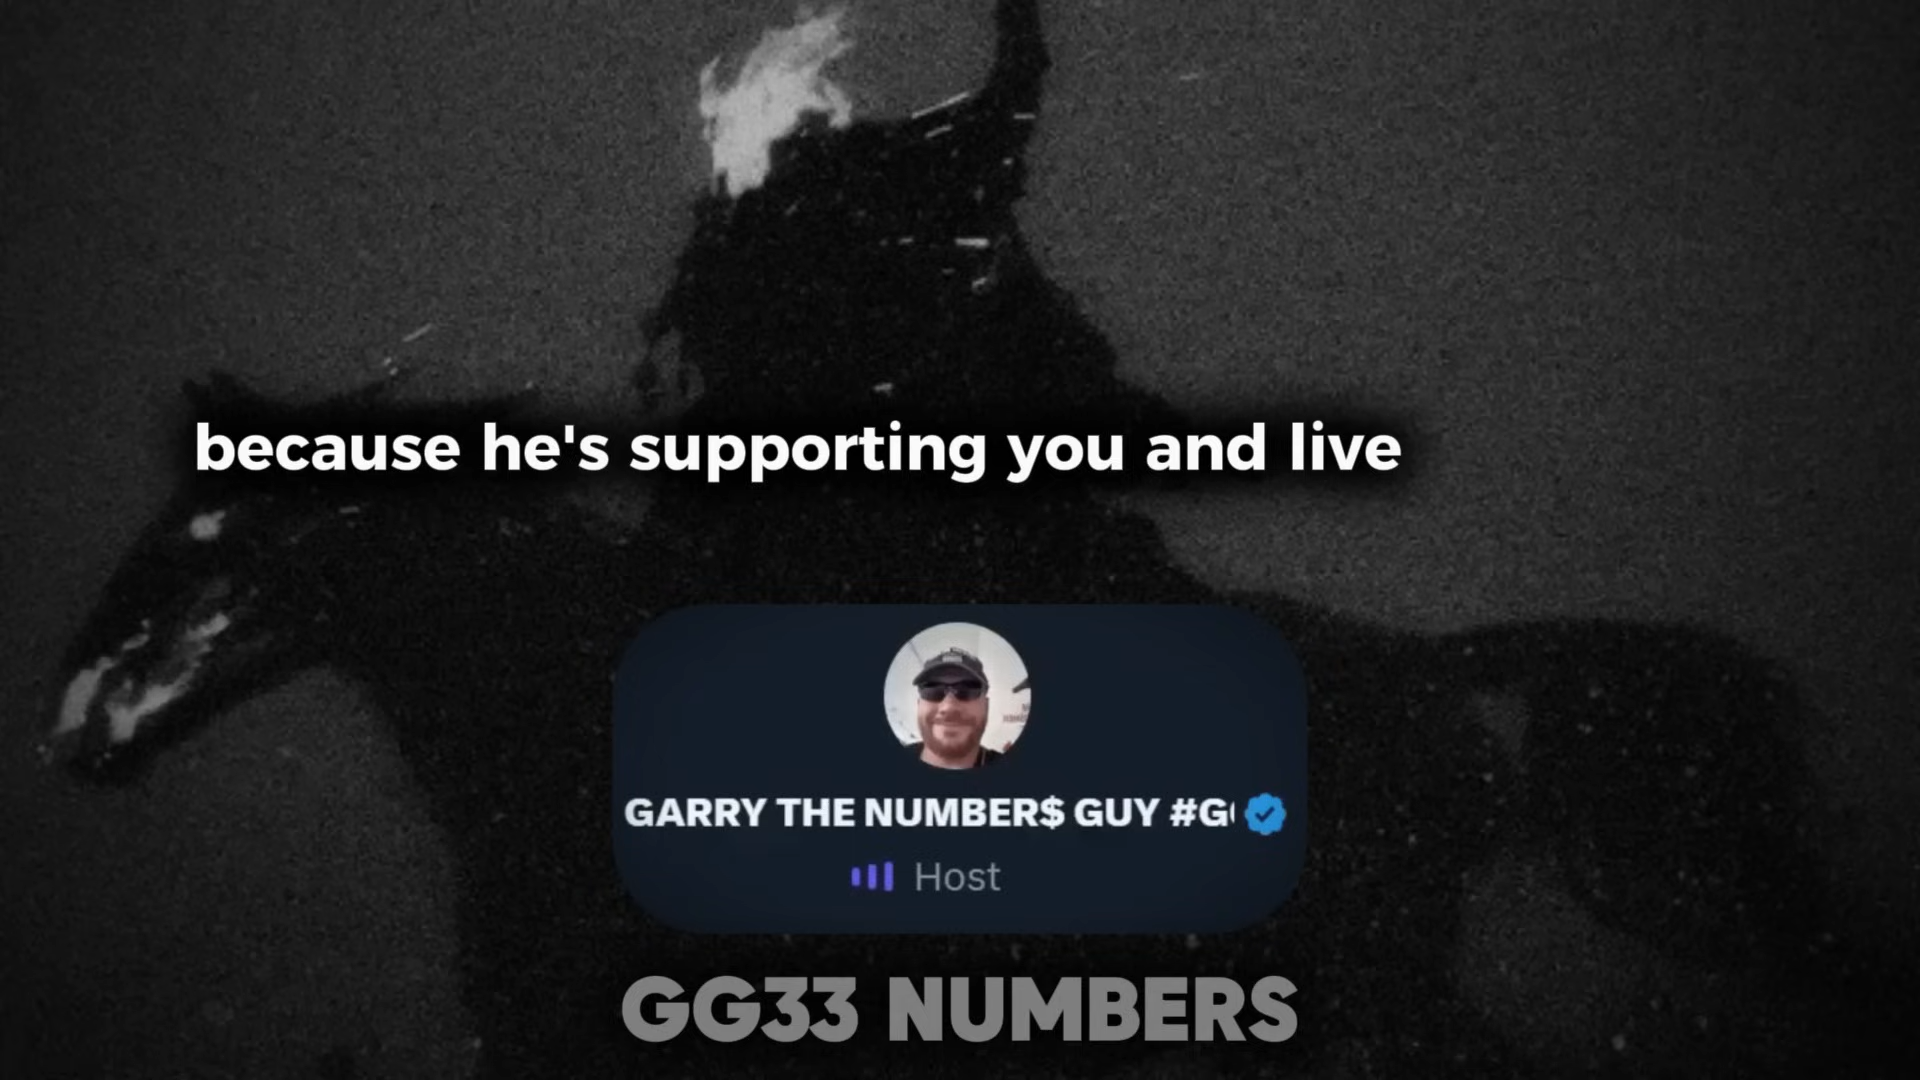 because he's supporting you and live
GARRY THE NUMBER$ GUY #G
Host
GG33 NUMBERS